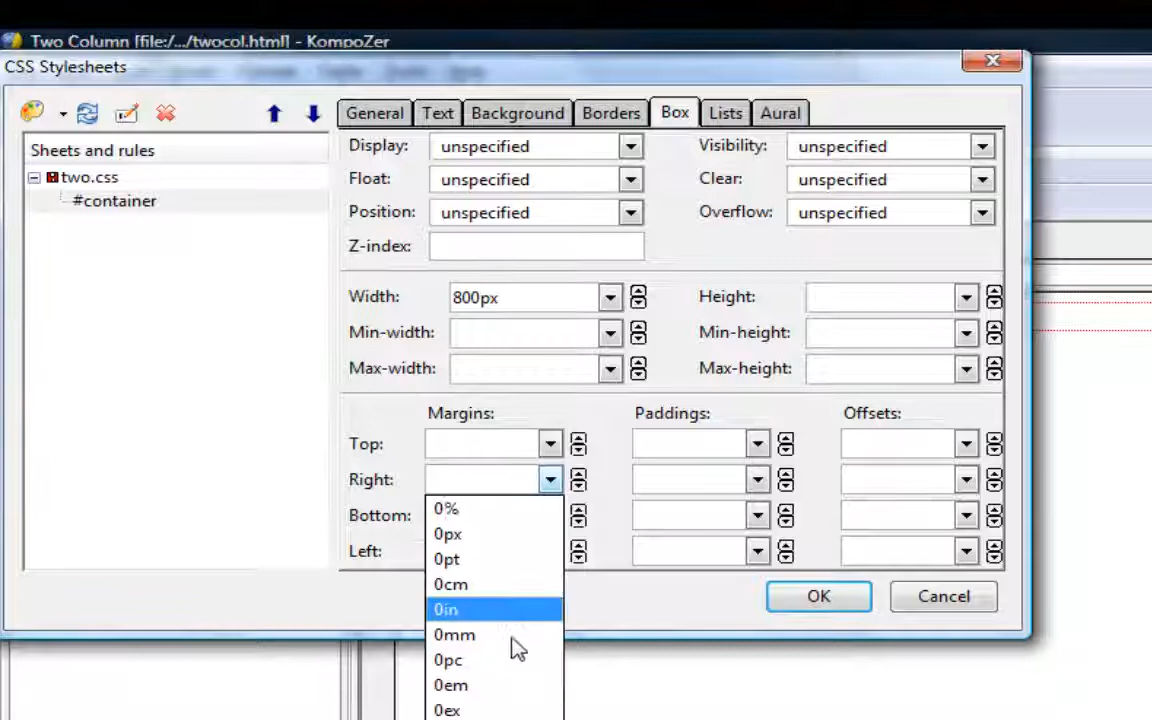 Two Column [file:/.../twocol.html] - KompoZer
CSS Stylesheets
General Text Background Borders Box Lists Aural
Sheets and rules
two.css
#container
Display: unspecified Visibility: unspecified
Float: unspecified Clear: unspecified
Position: unspecified Overflow: unspecified
Z-index:
Width: 800px Height:
Min-width: Min-height:
Max-width: Max-height:
Margins: Paddings: Offsets:
Top:
Right:
Bottom:
Left:
0%
0px
0pt
0cm
0in
0mm
0pc
0em
0ex
OK Cancel